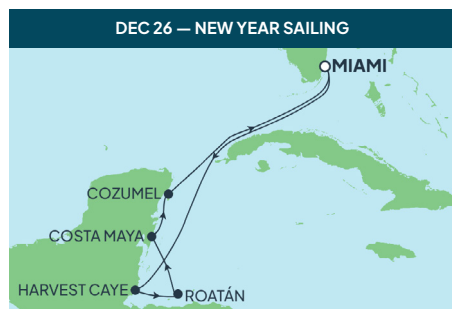 DEC 26 — NEW YEAR SAILING
MIAMI
COZUMEL
COSTA MAYA
HARVEST CAYE
ROATÁN